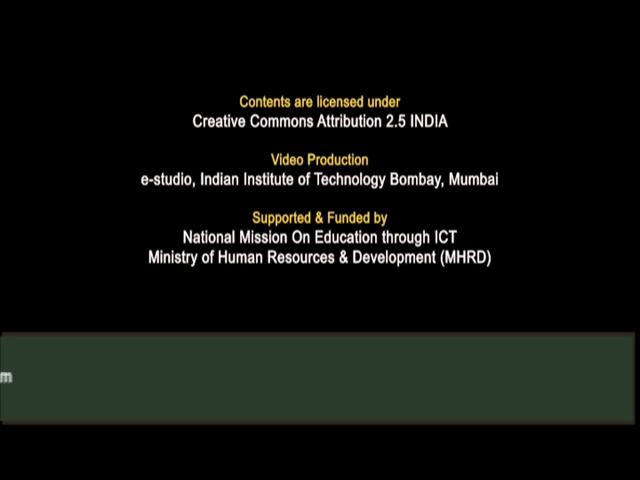 Contents are licensed under
Creative Commons Attribution 2.5 INDIA
Video Production
e-studio, Indian Institute of Technology Bombay, Mumbai
Supported & Funded by
National Mission On Education through ICT
Ministry of Human Resources & Development (MHRD)
m